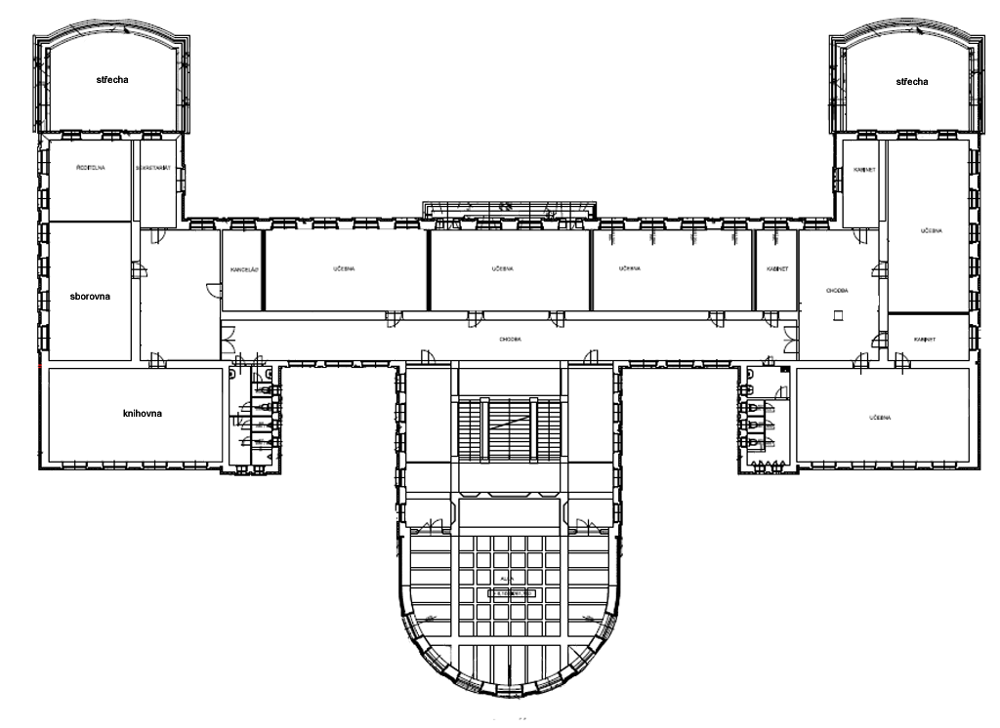 střecha
střecha
ŘEDITELNA
SEKRETARIÁT
KABINET
UČEBNA
KANCELÁŘ
UČEBNA
UČEBNA
UČEBNA
KABINET
sborovna
CHODBA
CHODBA
KABINET
knihovna
UČEBNA
AULA